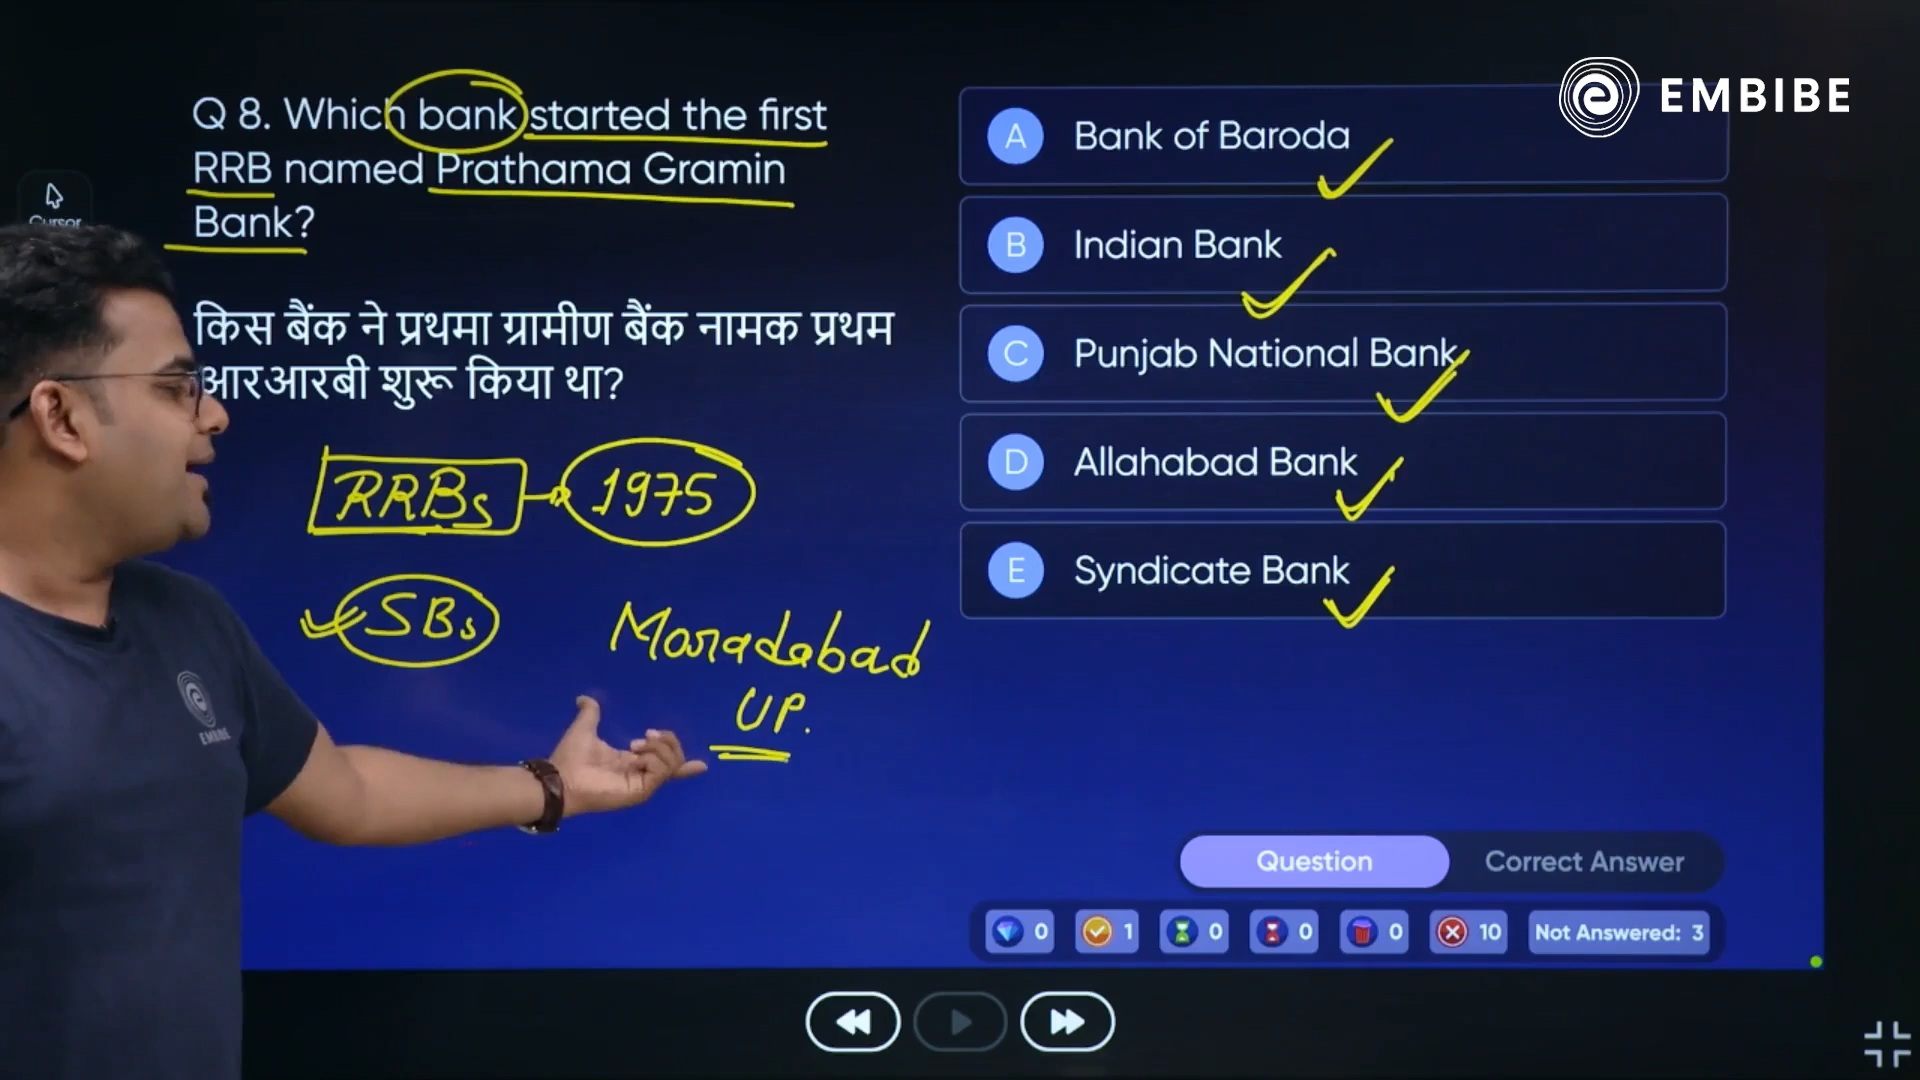 EMBIBE
Q 8. Which bank started the first
RRB named Prathama Gramin
Bank?
किस बैंक ने प्रथमा ग्रामीण बैंक नामक प्रथम
आरआरबी शुरू किया था?
RRBs 1975
SBs
Moradabad
UP.
A Bank of Baroda
B Indian Bank
C Punjab National Bank
D Allahabad Bank
E Syndicate Bank
Cursor
EMBIBE
Question Correct Answer
0 1 0 0 0 10 Not Answered: 3